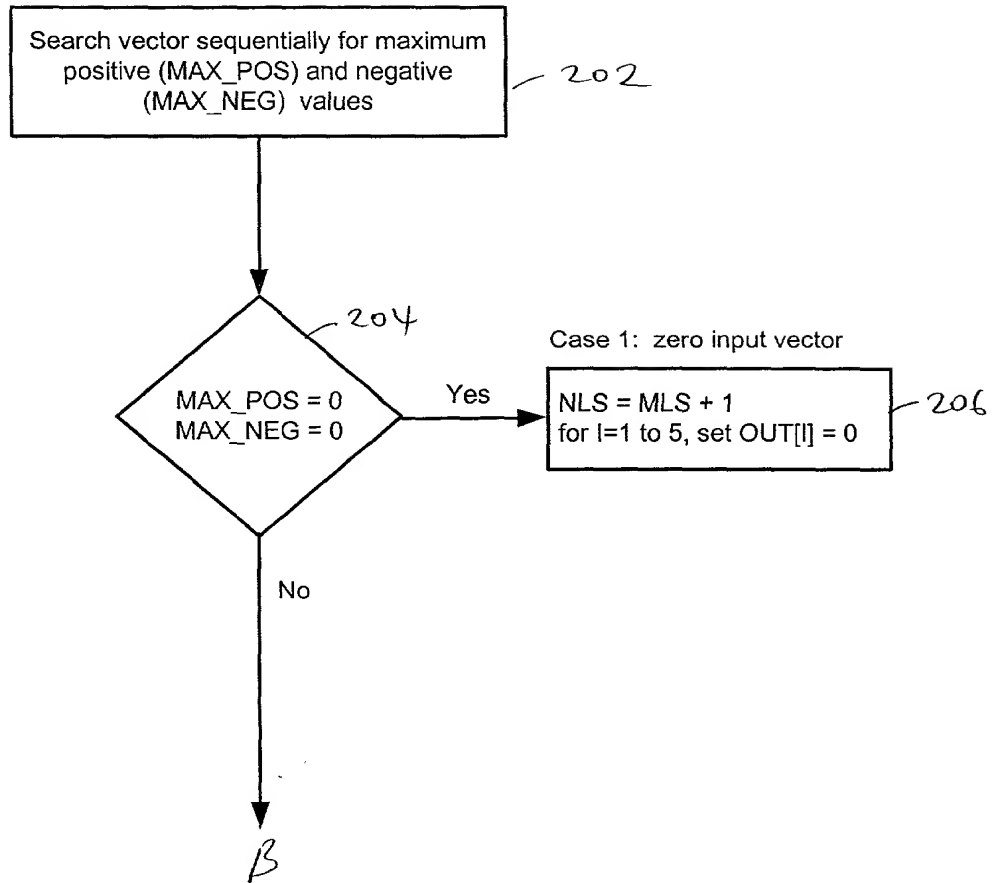 Search vector sequentially for maximum
positive (MAX_POS) and negative
(MAX_NEG) values
202
204
MAX_POS = 0
MAX_NEG = 0
Yes
Case 1: zero input vector
NLS = MLS + 1
for I=1 to 5, set OUT[I] = 0
206
No
β